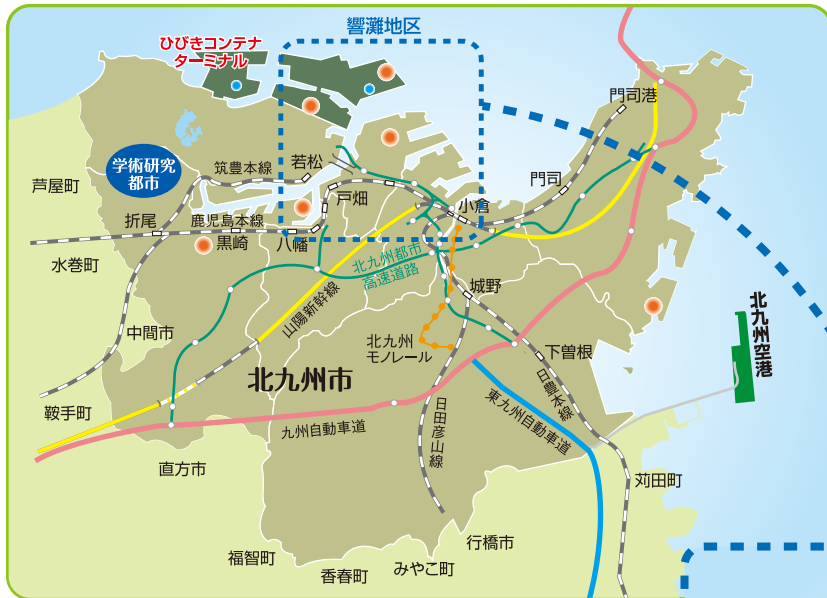 響灘地区
ひびきコンテナ
ターミナル
門司港
学術研究
都市
筑豊本線
若松
芦屋町
戸畑
門司
小倉
折尾
鹿児島本線
黒崎
八幡
水巻町
北九州都市
高速道路
城野
山陽新幹線
中間市
北九州
モノレール
下曽根
北九州空港
北九州市
日豊本線
鞍手町
九州自動車道
日田彦山線
東九州自動車道
直方市
苅田町
行橋市
福智町
みやこ町
香春町